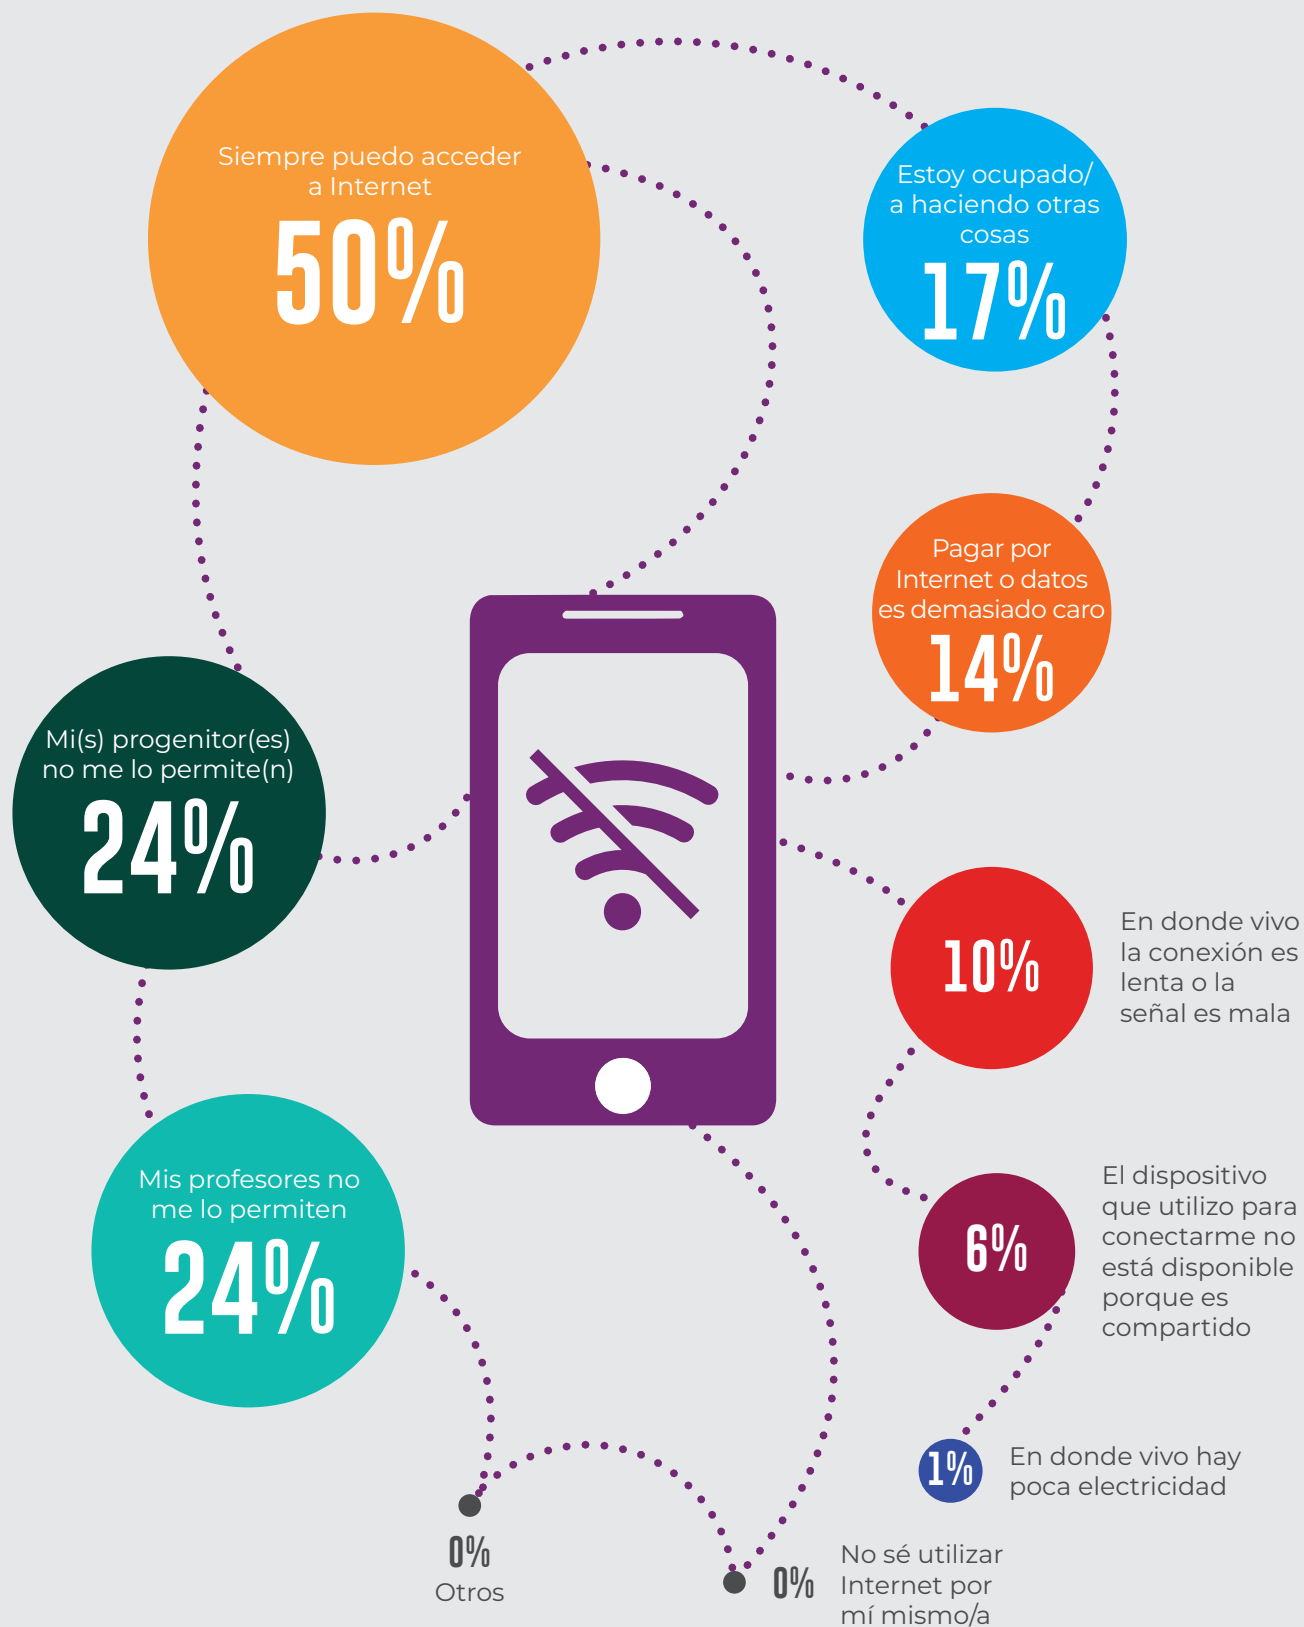 Siempre puedo acceder
a Internet
50%
Estoy ocupado/
a haciendo otras
cosas
17%
Pagar por
Internet o datos
es demasiado caro
14%
Mi(s) progenitor(es)
no me lo permite(n)
24%
10%
En donde vivo
la conexión es
lenta o la
señal es mala
Mis profesores no
me lo permiten
24%
6%
El dispositivo
que utilizo para
conectarme no
está disponible
porque es
compartido
1%
En donde vivo hay
poca electricidad
0%
Otros
0%
No sé utilizar
Internet por
mí mismo/a